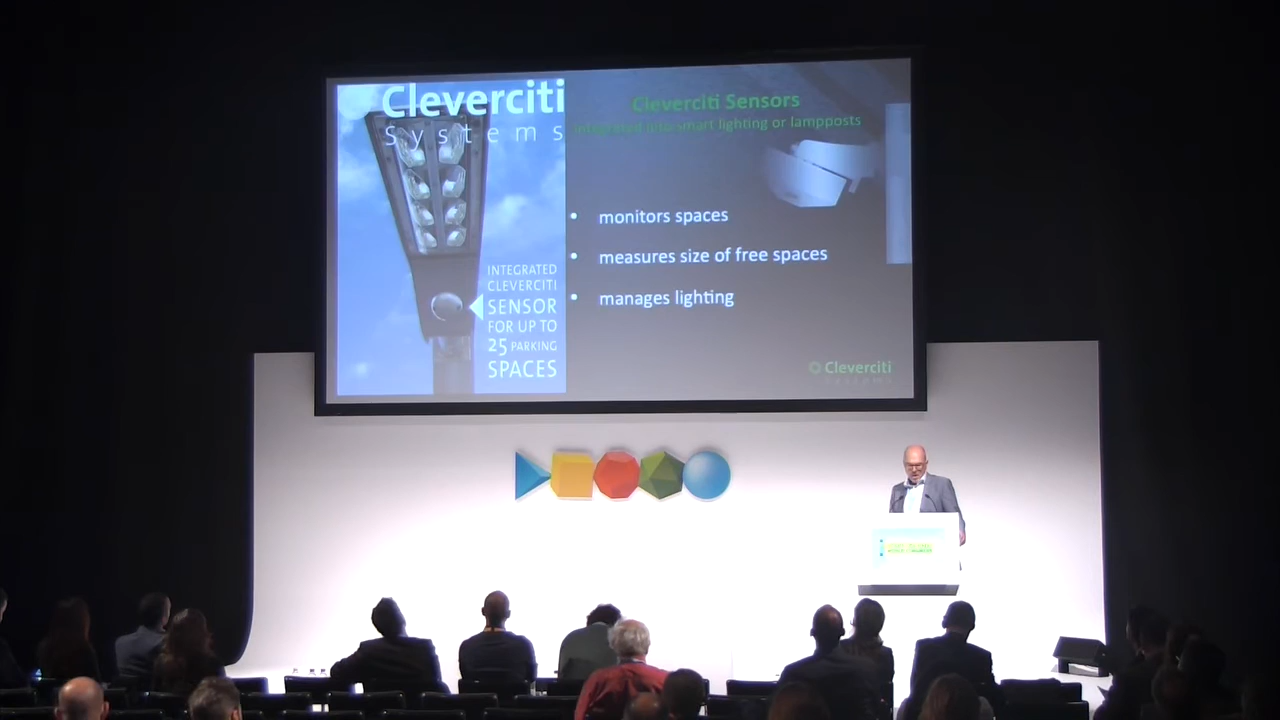 Cleverciti
Systems
INTEGRATED
CLEVERCITI
SENSOR
FOR UP TO
25 PARKING
SPACES
Cleverciti Sensors
integrated into smart lighting or lampposts
• monitors spaces
• measures size of free spaces
• manages lighting
Cleverciti